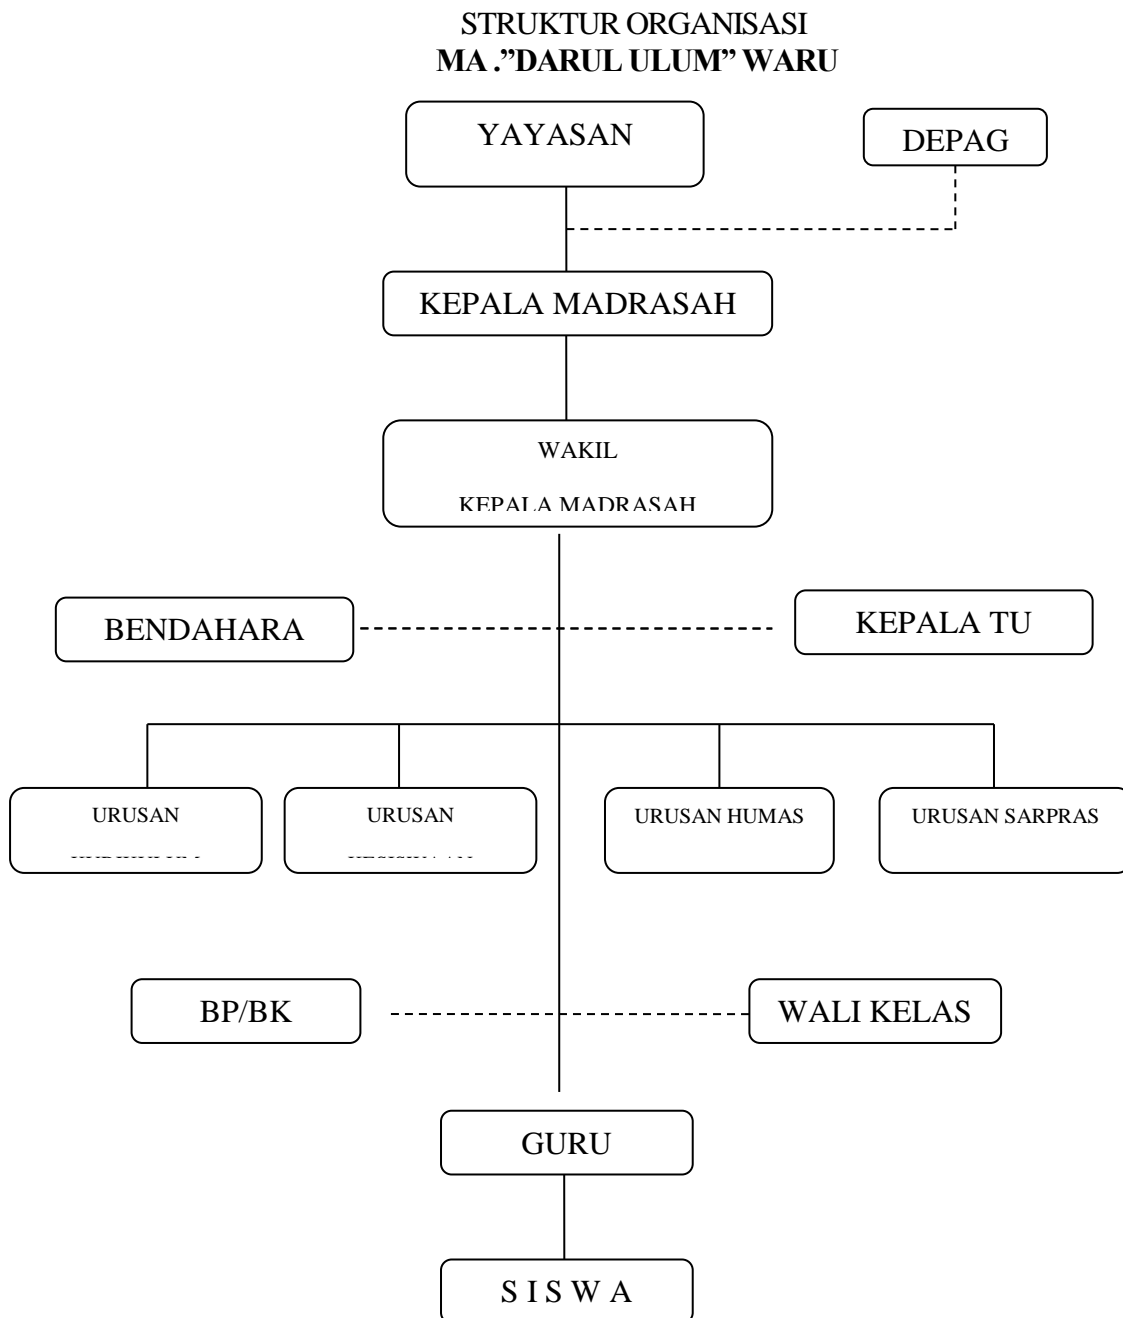 STRUKTUR ORGANISASI
MA .”DARUL ULUM” WARU
YAYASAN
DEPAG
KEPALA MADRASAH
WAKIL
KEPALA MADRASAH
BENDAHARA
KEPALA TU
URUSAN
URUSAN
URUSAN HUMAS
URUSAN SARPRAS
BP/BK
WALI KELAS
GURU
S I S W A